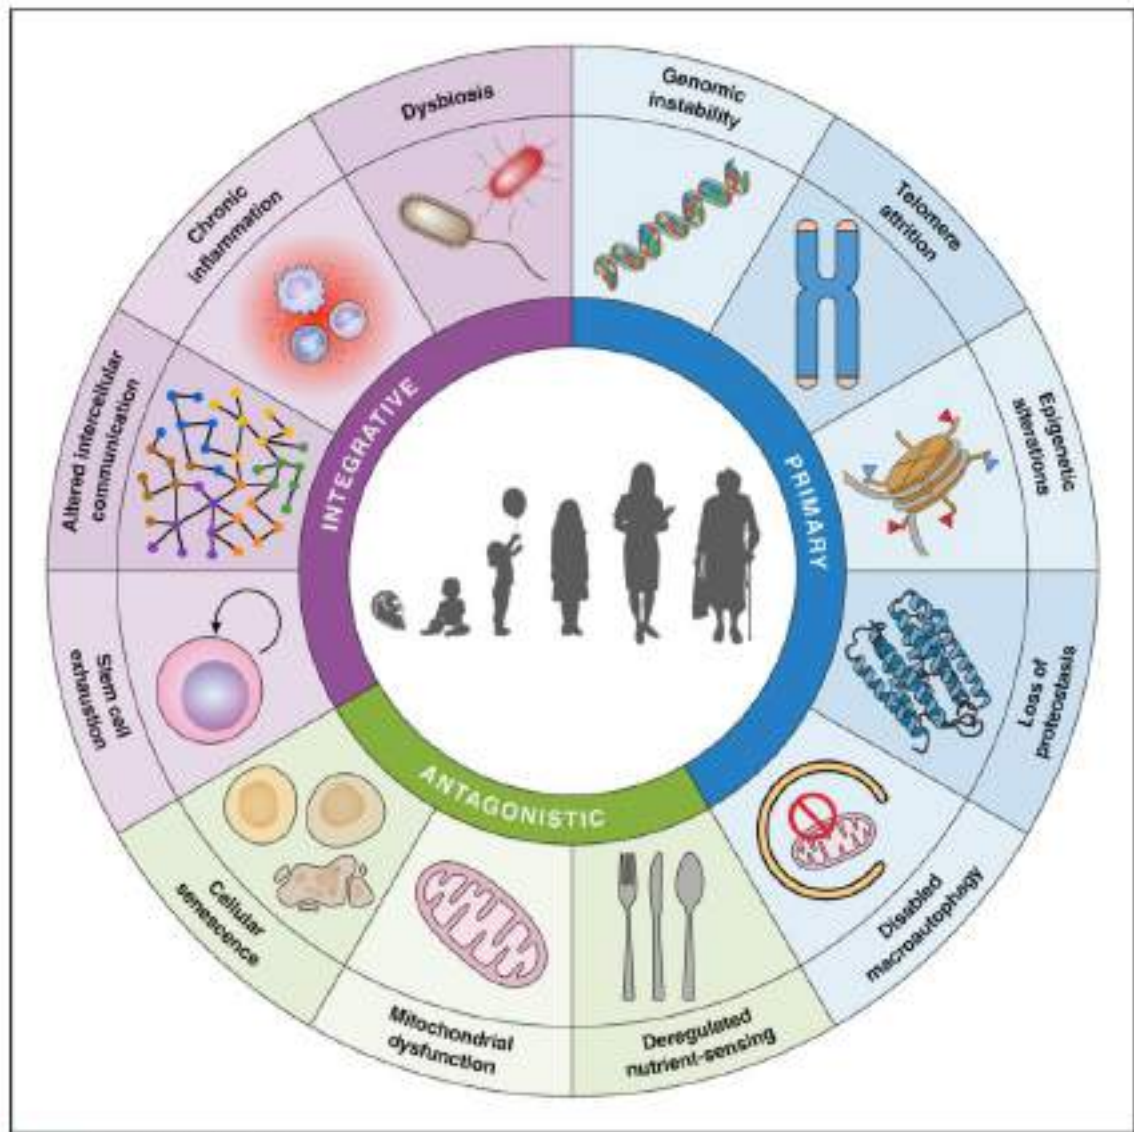 Genomic
instability
Telomere
attrition
Epigenetic
alterations
Loss of
proteostasis
Disabled
macroautophagy
Deregulated
nutrient-sensing
Mitochondrial
dysfunction
Cellular
senescence
Stem cell
exhaustion
Altered intercellular
communication
Chronic
inflammation
Dysbiosis
PRIMARY
ANTAGONISTIC
INTEGRATIVE